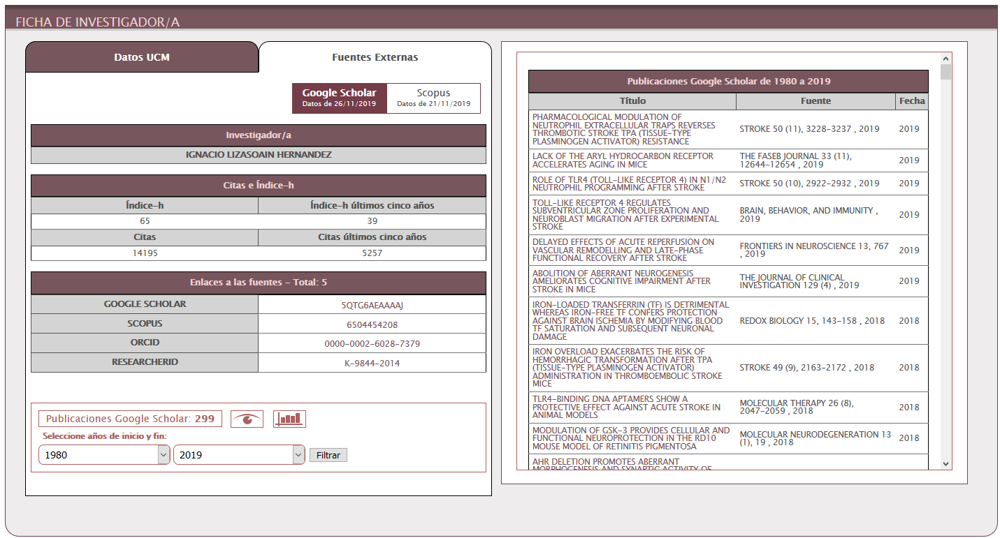 FICHA DE INVESTIGADOR/A
Datos UCM
Fuentes Externas
Google Scholar
Datos de 26/11/2019
Scopus
Datos de 21/11/2019
Investigador/a
IGNACIO LIZASOAIN HERNANDEZ
Citas e Índice-h
Índice-h
Índice-h últimos cinco años
65
39
Citas
Citas últimos cinco años
14195
5257
Enlaces a las fuentes - Total: 5
GOOGLE SCHOLAR
5QTG6AEAAAAJ
SCOPUS
6504454208
ORCID
0000-0002-6028-7379
RESEARCHERID
K-9844-2014
Publicaciones Google Scholar: 299
Seleccione años de inicio y fin:
1980
2019
Filtrar
Publicaciones Google Scholar de 1980 a 2019
Título
Fuente
Fecha
PHARMACOLOGICAL MODULATION OF
NEUTROPHIL EXTRACELLULAR TRAPS REVERSES
THROMBOTIC STROKE TPA (TISSUE-TYPE
PLASMINOGEN ACTIVATOR) RESISTANCE
STROKE 50 (11), 3228-3237 , 2019
2019
LACK OF THE ARYL HYDROCARBON RECEPTOR
ACCELERATES AGING IN MICE
THE FASEB JOURNAL 33 (11),
12644-12654 , 2019
2019
ROLE OF TLR4 (TOLL-LIKE RECEPTOR 4) IN N1/N2
NEUTROPHIL PROGRAMMING AFTER STROKE
STROKE 50 (10), 2922-2932 , 2019
2019
TOLL-LIKE RECEPTOR 4 REGULATES
SUBVENTRICULAR ZONE PROLIFERATION AND
NEUROBLAST MIGRATION AFTER EXPERIMENTAL
STROKE
BRAIN, BEHAVIOR, AND IMMUNITY ,
2019
2019
DELAYED EFFECTS OF ACUTE REPERFUSION ON
VASCULAR REMODELLING AND LATE-PHASE
FUNCTIONAL RECOVERY AFTER STROKE
FRONTIERS IN NEUROSCIENCE 13, 767
, 2019
2019
ABOLITION OF ABERRANT NEUROGENESIS
AMELIORATES COGNITIVE IMPAIRMENT AFTER
STROKE IN MICE
THE JOURNAL OF CLINICAL
INVESTIGATION 129 (4) , 2019
2019
IRON-LOADED TRANSFERRIN (TF) IS DETRIMENTAL
WHEREAS IRON-FREE TF CONFERS PROTECTION
AGAINST BRAIN ISCHEMIA BY MODIFYING BLOOD
TF SATURATION AND SUBSEQUENT NEURONAL
DAMAGE
REDOX BIOLOGY 15, 143-158 , 2018
2018
IRON OVERLOAD EXACERBATES THE RISK OF
HEMORRHAGIC TRANSFORMATION AFTER TPA
(TISSUE-TYPE PLASMINOGEN ACTIVATOR)
ADMINISTRATION IN THROMBOEMBOLIC STROKE
MICE
STROKE 49 (9), 2163-2172 , 2018
2018
TLR4-BINDING DNA APTAMERS SHOW A
PROTECTIVE EFFECT AGAINST ACUTE STROKE IN
ANIMAL MODELS
MOLECULAR THERAPY 26 (8),
2047-2059 , 2018
2018
MODULATION OF GSK-3 PROVIDES CELLULAR AND
FUNCTIONAL NEUROPROTECTION IN THE RD10
MOUSE MODEL OF RETINITIS PIGMENTOSA
MOLECULAR NEURODEGENERATION 13
(1), 19 , 2018
2018
AHR DELETION PROMOTES ABERRANT
MORPHOGENESIS AND SYNAPTIC ACTIVITY OF